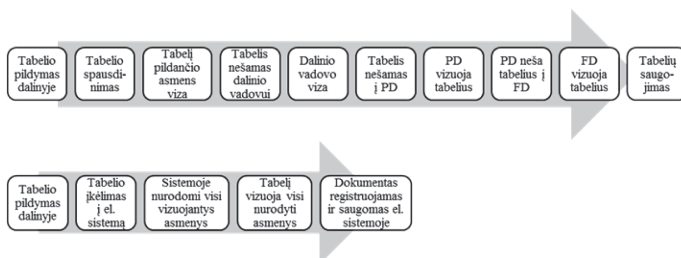 Tabelio
pildymas
dalinyje
Tabelio
spausdi-
nimas
Tabelį
pildančio
asmens
viza
Tabelis
nešamas
dalinio
vadovui
Dalinio
vadovo
viza
Tabelis
nešamas
į PD
PD
vizuoja
tabelius
PD neša
tabelius į
FD
FD
vizuoja
tabelius
Tabelių
saugo-
jimas
Tabelio
pildymas
dalinyje
Tabelio
įkėlimas
į el.
sistemą
Sistemoje
nurodomi visi
vizuojantys
asmenys
Tabelį
vizuoja visi
nurodyti
asmenys
Dokumentas
registruojamas
ir saugomas el.
sistemoje